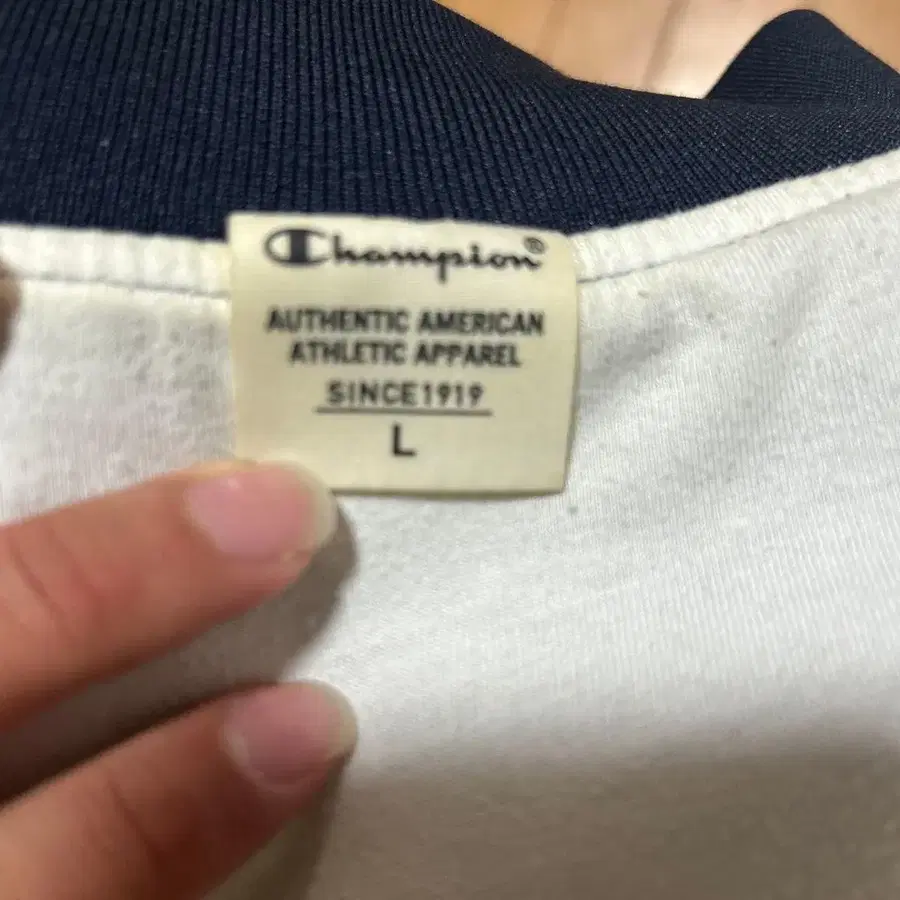 Champion®
AUTHENTIC AMERICAN
ATHLETIC APPAREL
SINCE1919
L